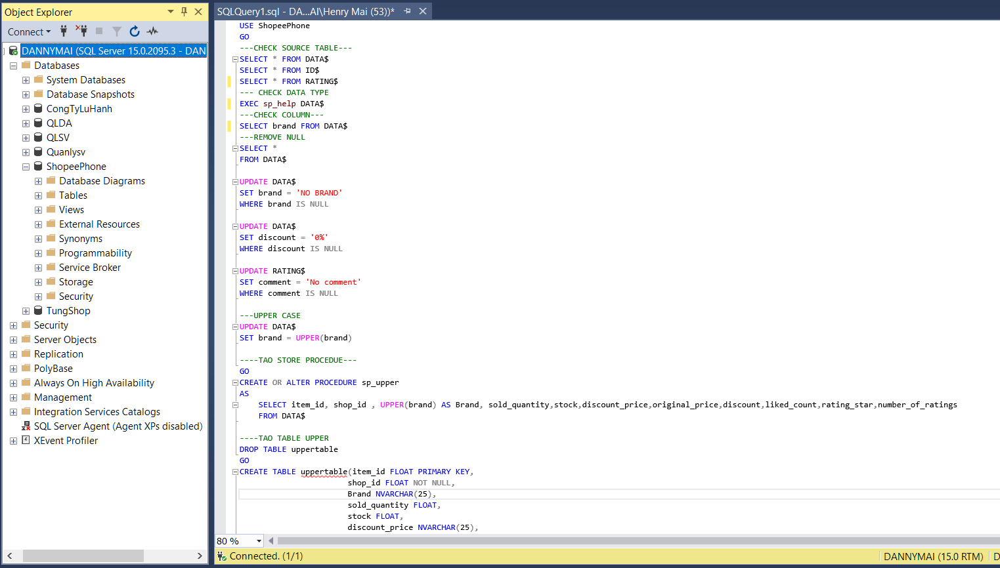 Object Explorer
Connect
DANNYMAI (SQL Server 15.0.2095.3 - DAN
Databases
System Databases
Database Snapshots
CongTyLuHanh
QLDA
QLSV
Quanlysv
ShopeePhone
Database Diagrams
Tables
Views
External Resources
Synonyms
Programmability
Service Broker
Storage
Security
TungShop
Security
Server Objects
Replication
PolyBase
Always On High Availability
Management
Integration Services Catalogs
SQL Server Agent (Agent XPs disabled)
XEvent Profiler
SQLQuery1.sql - DA...AI\Henry Mai (53))*
USE ShopeePhone
GO
---CHECK SOURCE TABLE---
SELECT * FROM DATA$
SELECT * FROM ID$
SELECT * FROM RATING$
--- CHECK DATA TYPE
EXEC sp_help DATA$
---CHECK COLUMN---
SELECT brand FROM DATA$
---REMOVE NULL
SELECT *
FROM DATA$
UPDATE DATA$
SET brand = 'NO BRAND'
WHERE brand IS NULL
UPDATE DATA$
SET discount = '0%'
WHERE discount IS NULL
UPDATE RATING$
SET comment = 'No comment'
WHERE comment IS NULL
---UPPER CASE
UPDATE DATA$
SET brand = UPPER(brand)
----TAO STORE PROCEDUE---
GO
CREATE OR ALTER PROCEDURE sp_upper
AS
SELECT item_id, shop_id , UPPER(brand) AS Brand, sold_quantity,stock,discount_price,original_price,discount,liked_count,rating_star,number_of_ratings
FROM DATA$
----TAO TABLE UPPER
DROP TABLE uppertable
GO
CREATE TABLE uppertable(item_id FLOAT PRIMARY KEY,
shop_id FLOAT NOT NULL,
Brand NVARCHAR(25),
sold_quantity FLOAT,
stock FLOAT,
discount_price NVARCHAR(25),
80 %
Connected. (1/1)
DANNYMAI (15.0 RTM)
D